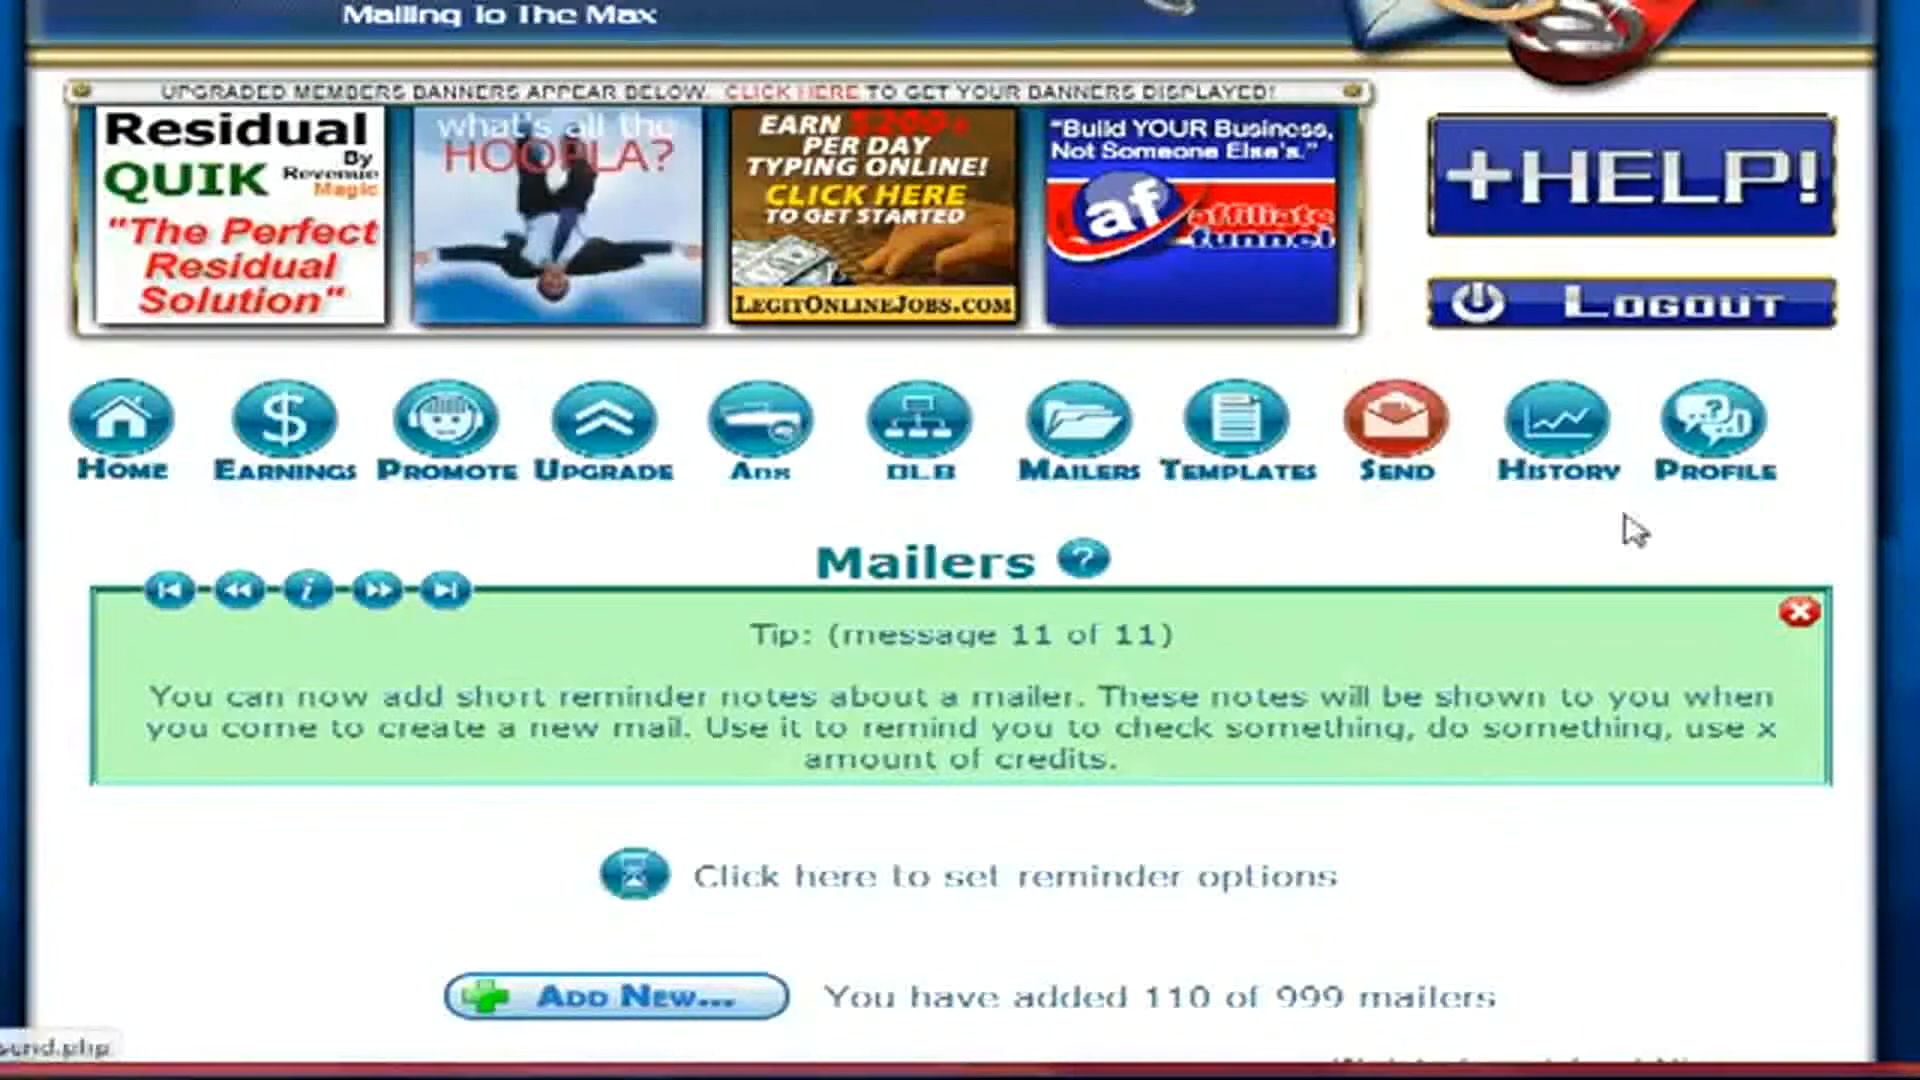 Mailing To The Max
UPGRADED MEMBERS BANNERS APPEAR BELOW. CLICK HERE TO GET YOUR BANNERS DISPLAYED!
Residual
QUIK
By
Revenue
Magic
"The Perfect
Residual
Solution"
what's all the
HOOPLA?
EARN $200+
PER DAY
TYPING ONLINE!
CLICK HERE
TO GET STARTED
LEGITONLINEJOBS.COM
"Build YOUR Business,
Not Someone Else's."
af
affiliate
funnel
+HELP!
LOGOUT
HOME
EARNINGS
PROMOTE
UPGRADE
ADS
DLB
MAILERS
TEMPLATES
SEND
HISTORY
PROFILE
Mailers ?
Tip: (message 11 of 11)
You can now add short reminder notes about a mailer. These notes will be shown to you when
you come to create a new mail. Use it to remind you to check something, do something, use x
amount of credits.
Click here to set reminder options
ADD NEW...
You have added 110 of 999 mailers